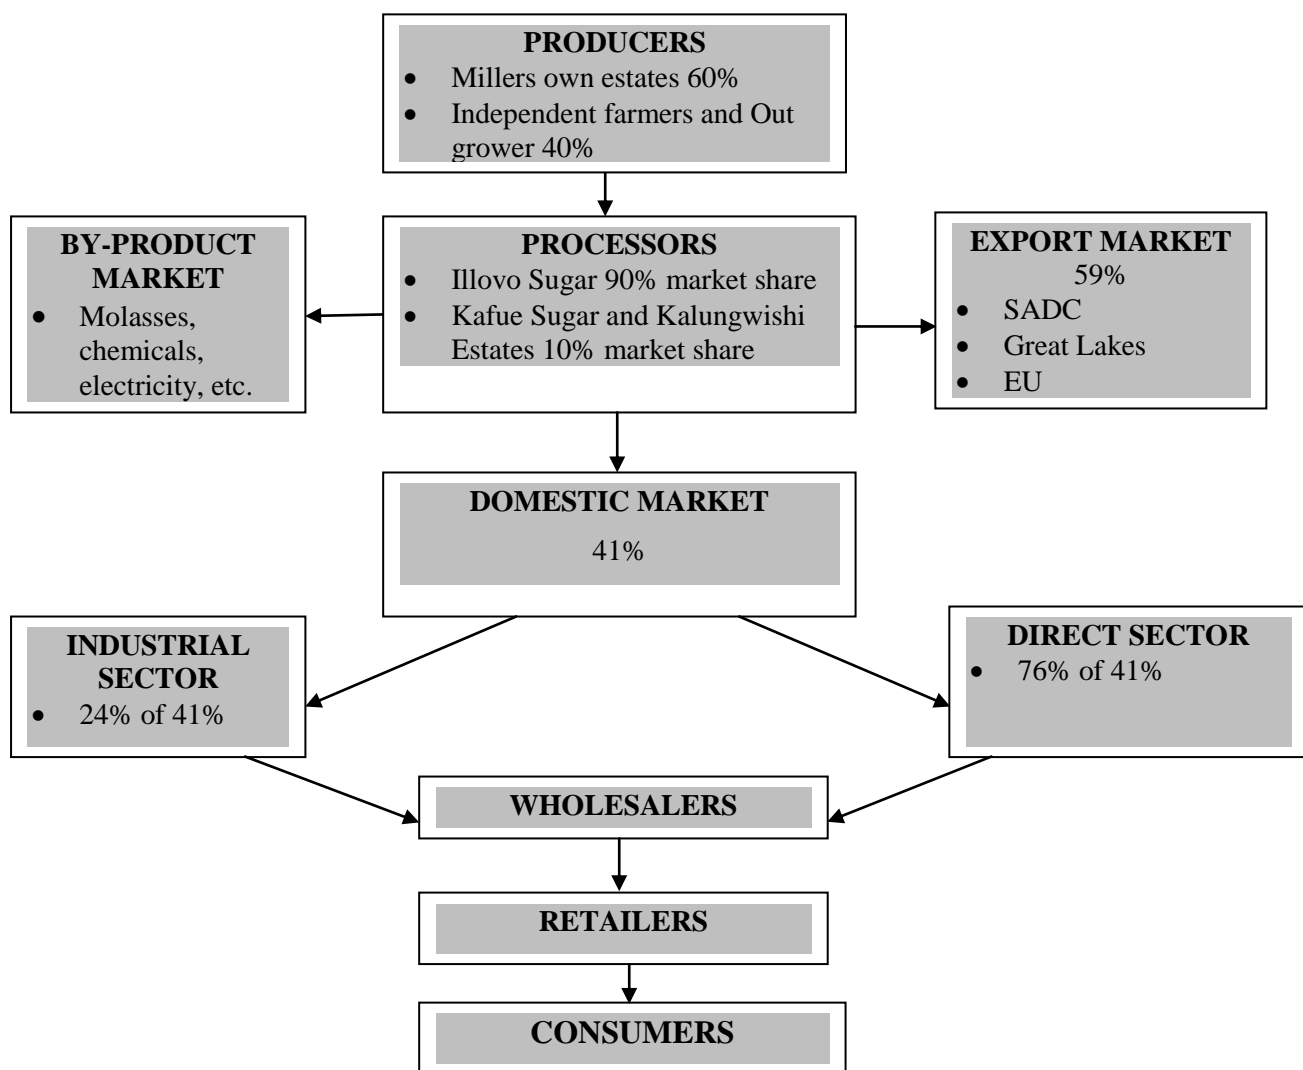 PRODUCERS
• Millers own estates 60%
• Independent farmers and Out
grower 40%
BY-PRODUCT
MARKET
• Molasses,
chemicals,
electricity, etc.
PROCESSORS
• Illovo Sugar 90% market share
• Kafue Sugar and Kalungwishi
Estates 10% market share
EXPORT MARKET
59%
• SADC
• Great Lakes
• EU
DOMESTIC MARKET
41%
INDUSTRIAL
SECTOR
• 24% of 41%
DIRECT SECTOR
• 76% of 41%
WHOLESALERS
RETAILERS
CONSUMERS